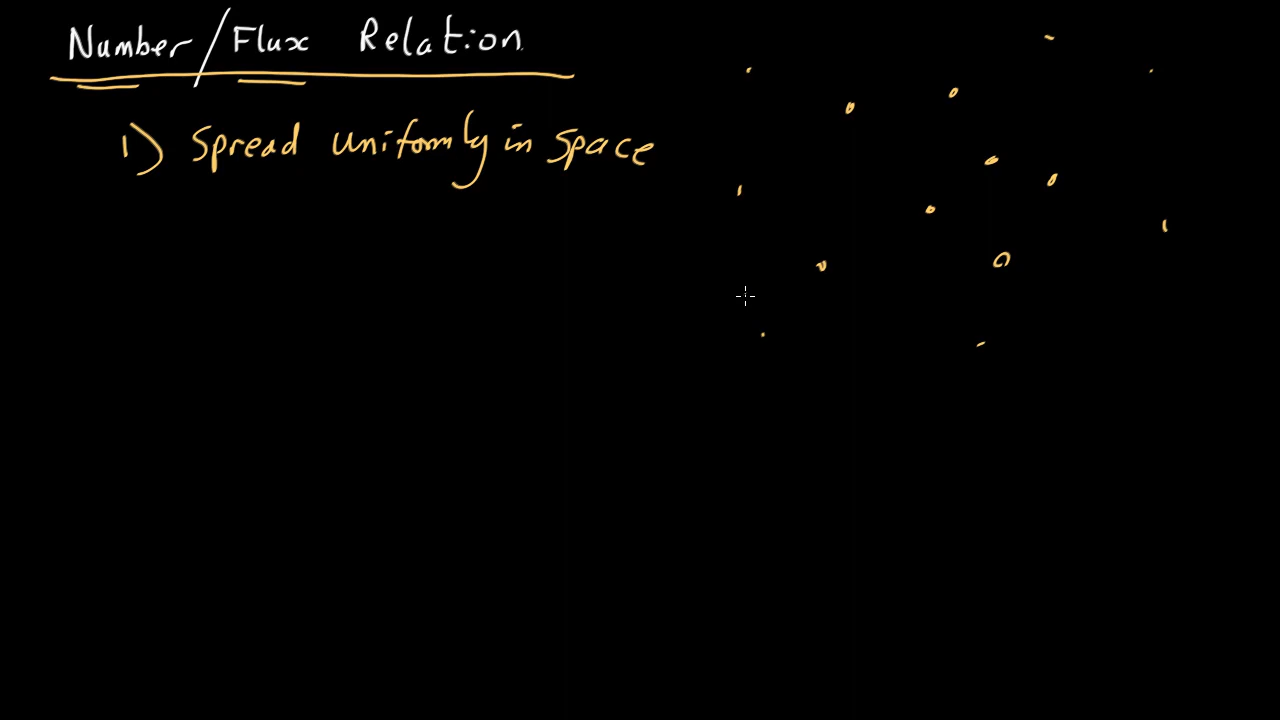 Number/Flux Relation
1) Spread uniformly in space